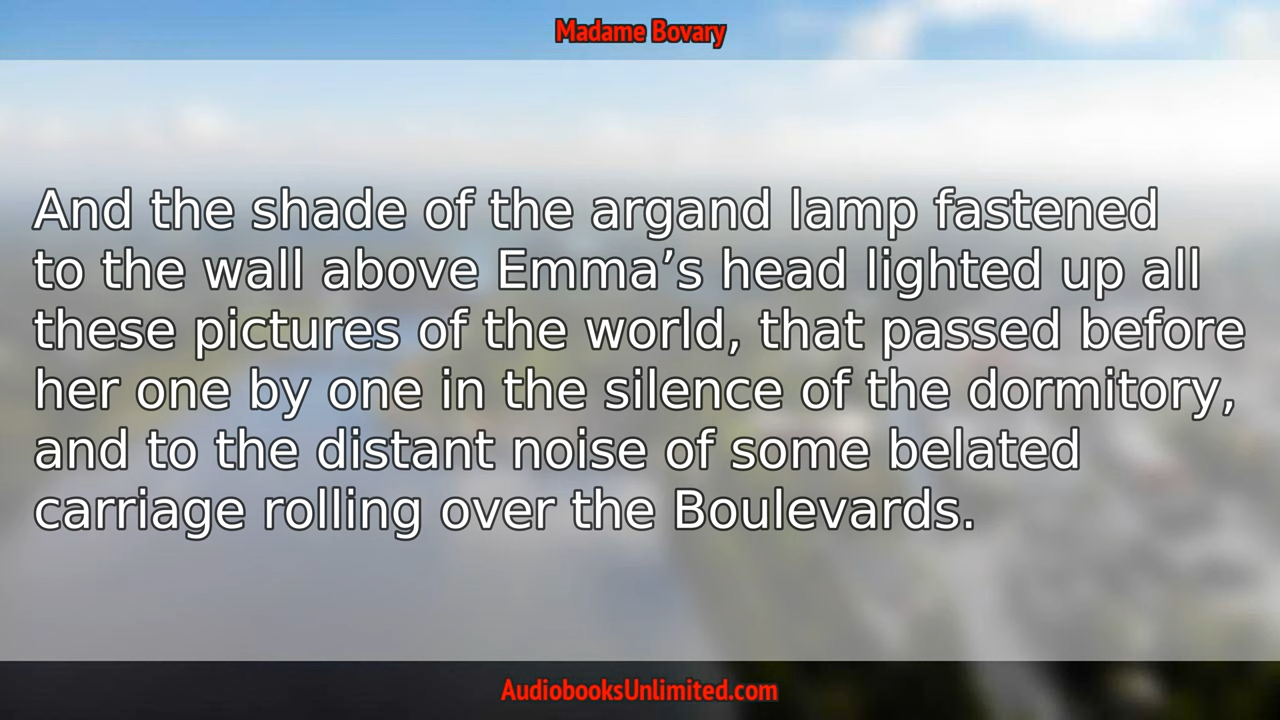 Madame Bovary
And the shade of the argand lamp fastened
to the wall above Emma’s head lighted up all
these pictures of the world, that passed before
her one by one in the silence of the dormitory,
and to the distant noise of some belated
carriage rolling over the Boulevards.
AudiobooksUnlimited.com